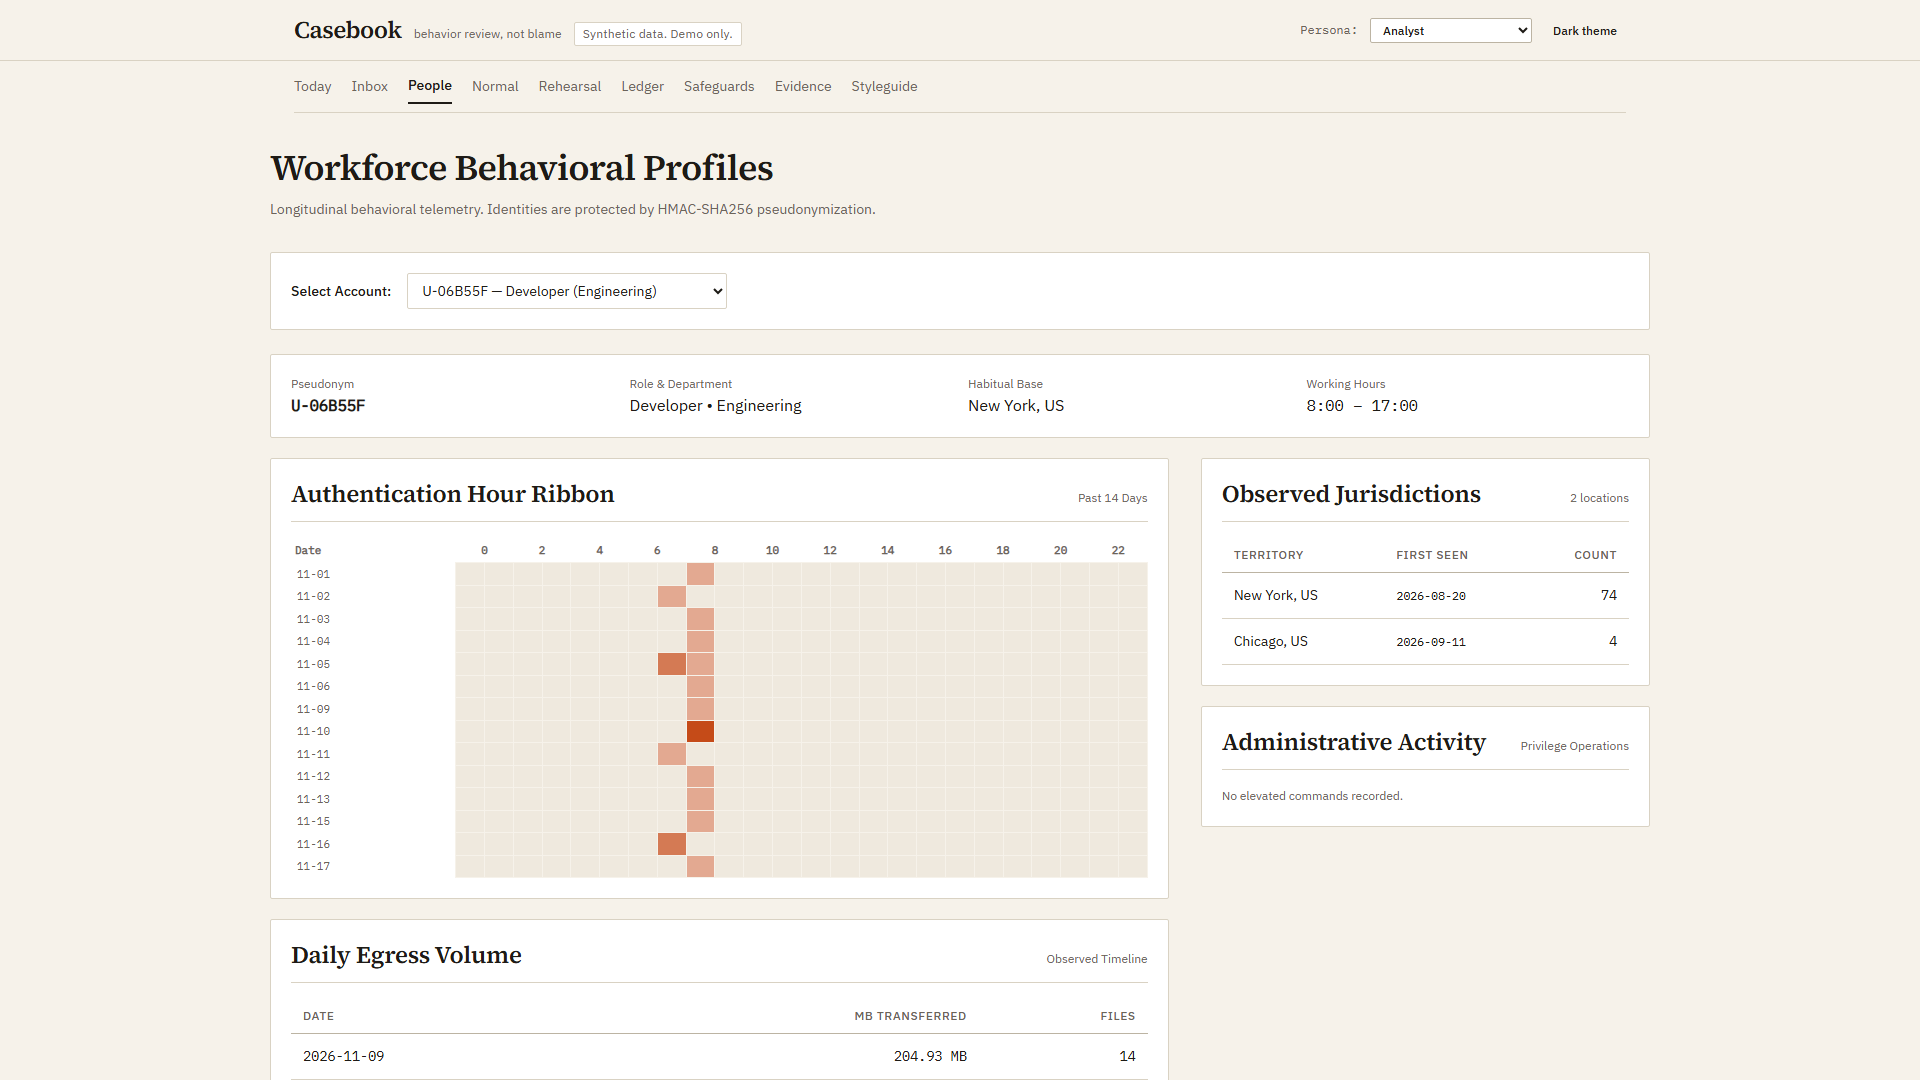 Casebook behavior review, not blame Synthetic data. Demo only. Persona: Analyst Dark theme
Today Inbox People Normal Rehearsal Ledger Safeguards Evidence Styleguide
Workforce Behavioral Profiles
Longitudinal behavioral telemetry. Identities are protected by HMAC-SHA256 pseudonymization.
Select Account: U-06B55F — Developer (Engineering)
Pseudonym Role & Department Habitual Base Working Hours
U-06B55F Developer • Engineering New York, US 8:00 – 17:00
Authentication Hour Ribbon Past 14 Days
Date 0 2 4 6 8 10 12 14 16 18 20 22
11-01
11-02
11-03
11-04
11-05
11-06
11-09
11-10
11-11
11-12
11-13
11-15
11-16
11-17
Observed Jurisdictions 2 locations
TERRITORY FIRST SEEN COUNT
New York, US 2026-08-20 74
Chicago, US 2026-09-11 4
Administrative Activity Privilege Operations
No elevated commands recorded.
Daily Egress Volume Observed Timeline
DATE MB TRANSFERRED FILES
2026-11-09 204.93 MB 14